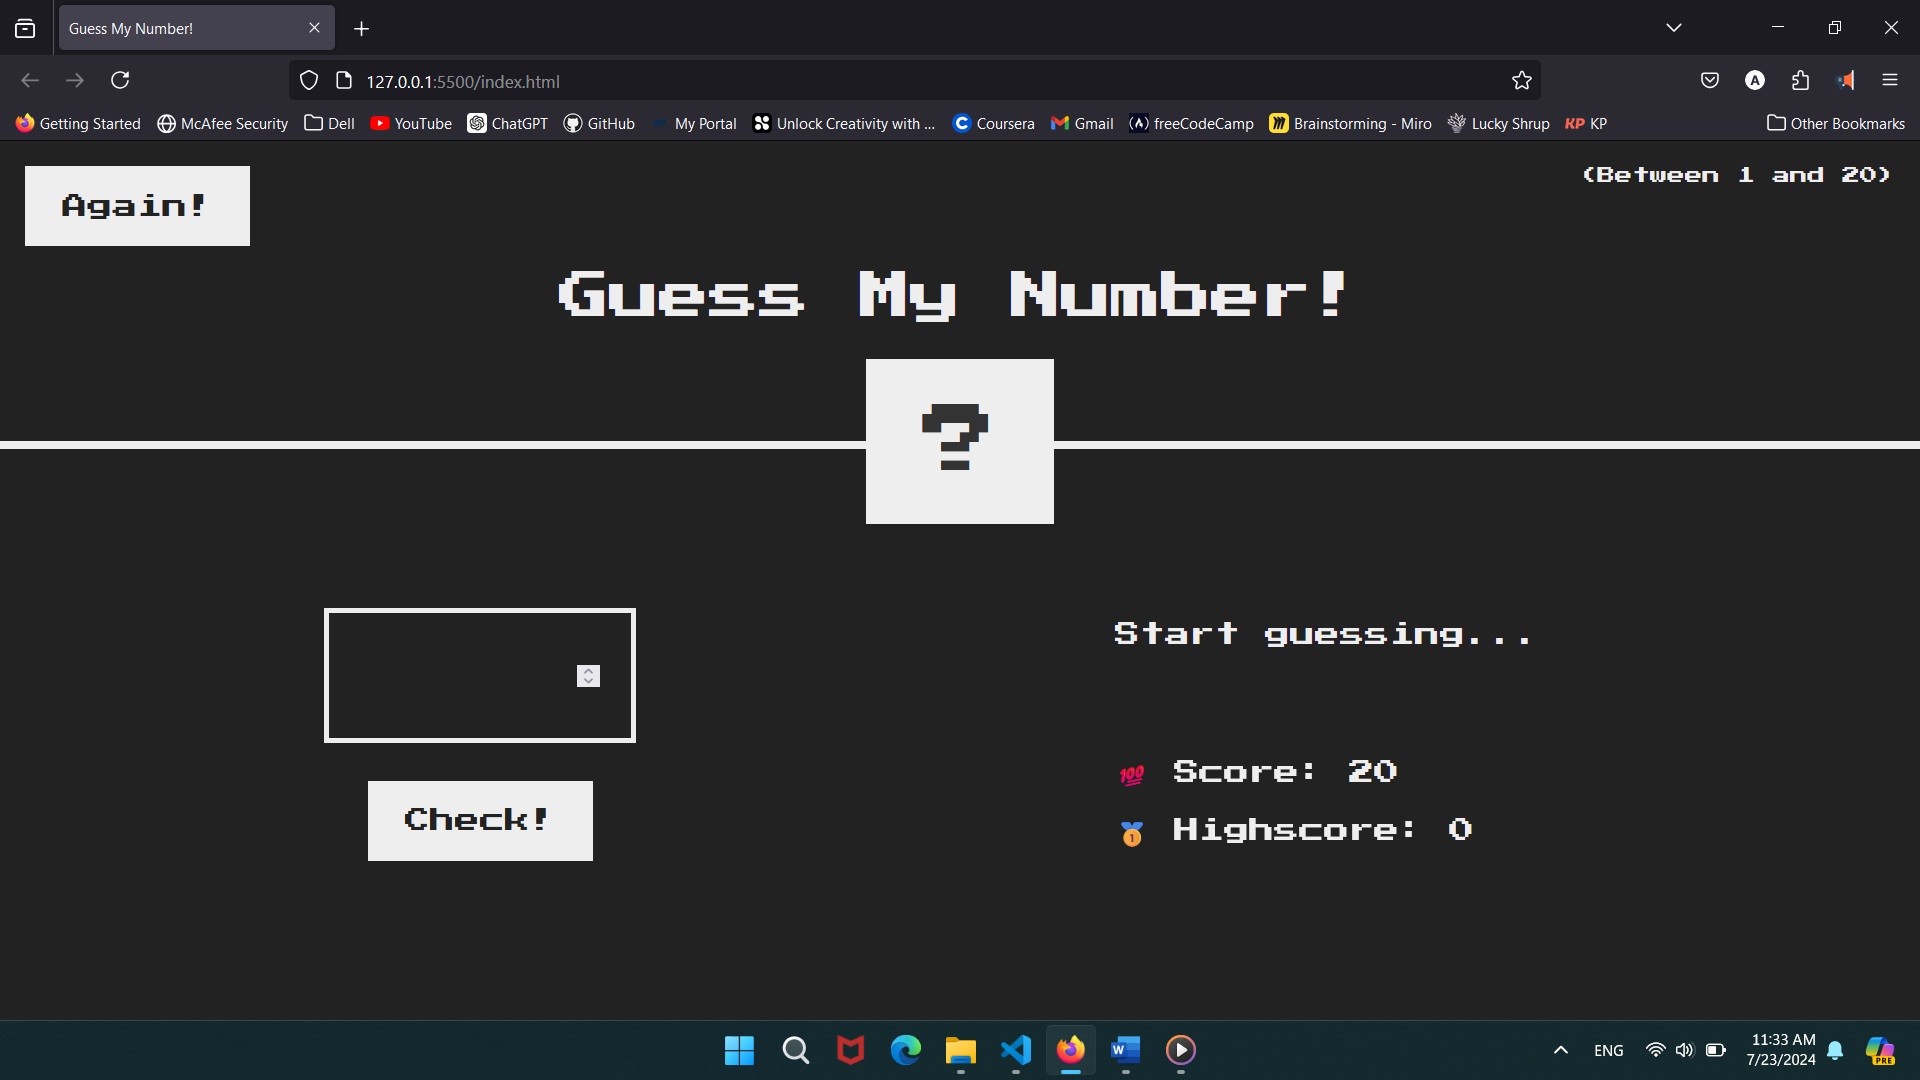 Guess My Number!
127.0.0.1:5500/index.html
A
Getting Started McAfee Security Dell YouTube ChatGPT GitHub My Portal Unlock Creativity with ... Coursera Gmail freeCodeCamp Brainstorming - Miro Lucky Shrup KP KP Other Bookmarks
Again!
(Between 1 and 20)
Guess My Number!
?
Start guessing...
💯 Score: 20
🥇 Highscore: 0
Check!
W
ENG
11:33 AM
7/23/2024
PRE